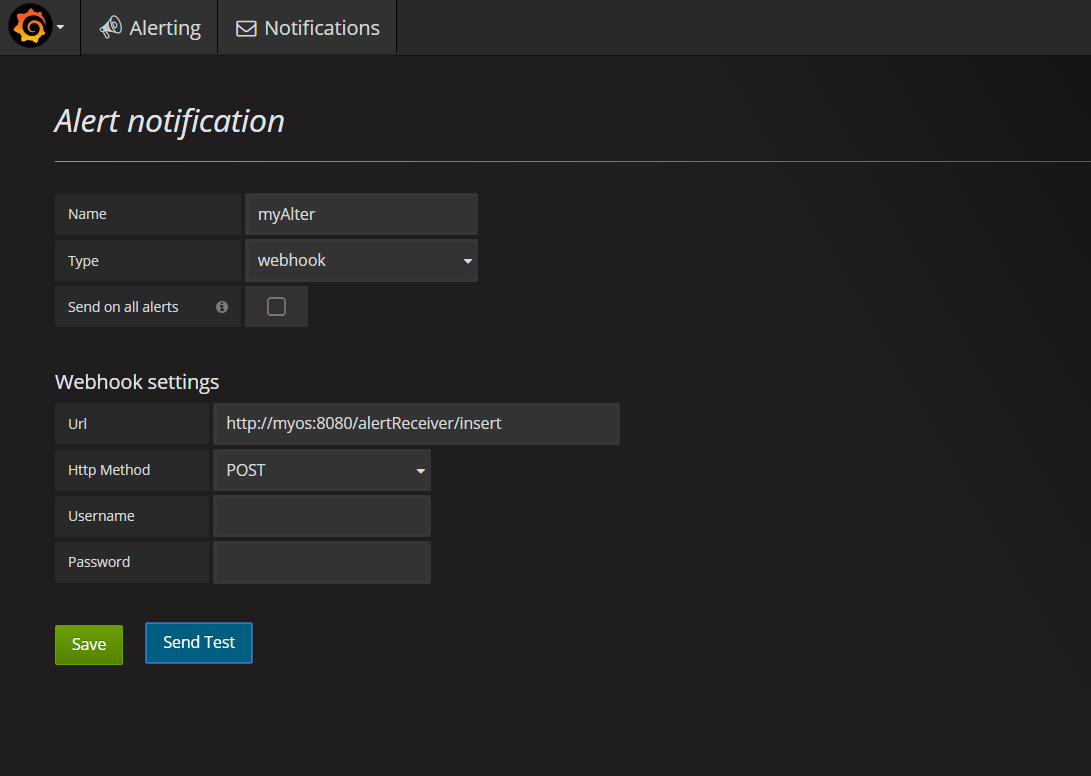 Alerting Notifications
Alert notification
Name myAlter
Type webhook
Send on all alerts
Webhook settings
Url http://myos:8080/alertReceiver/insert
Http Method POST
Username
Password
Save Send Test